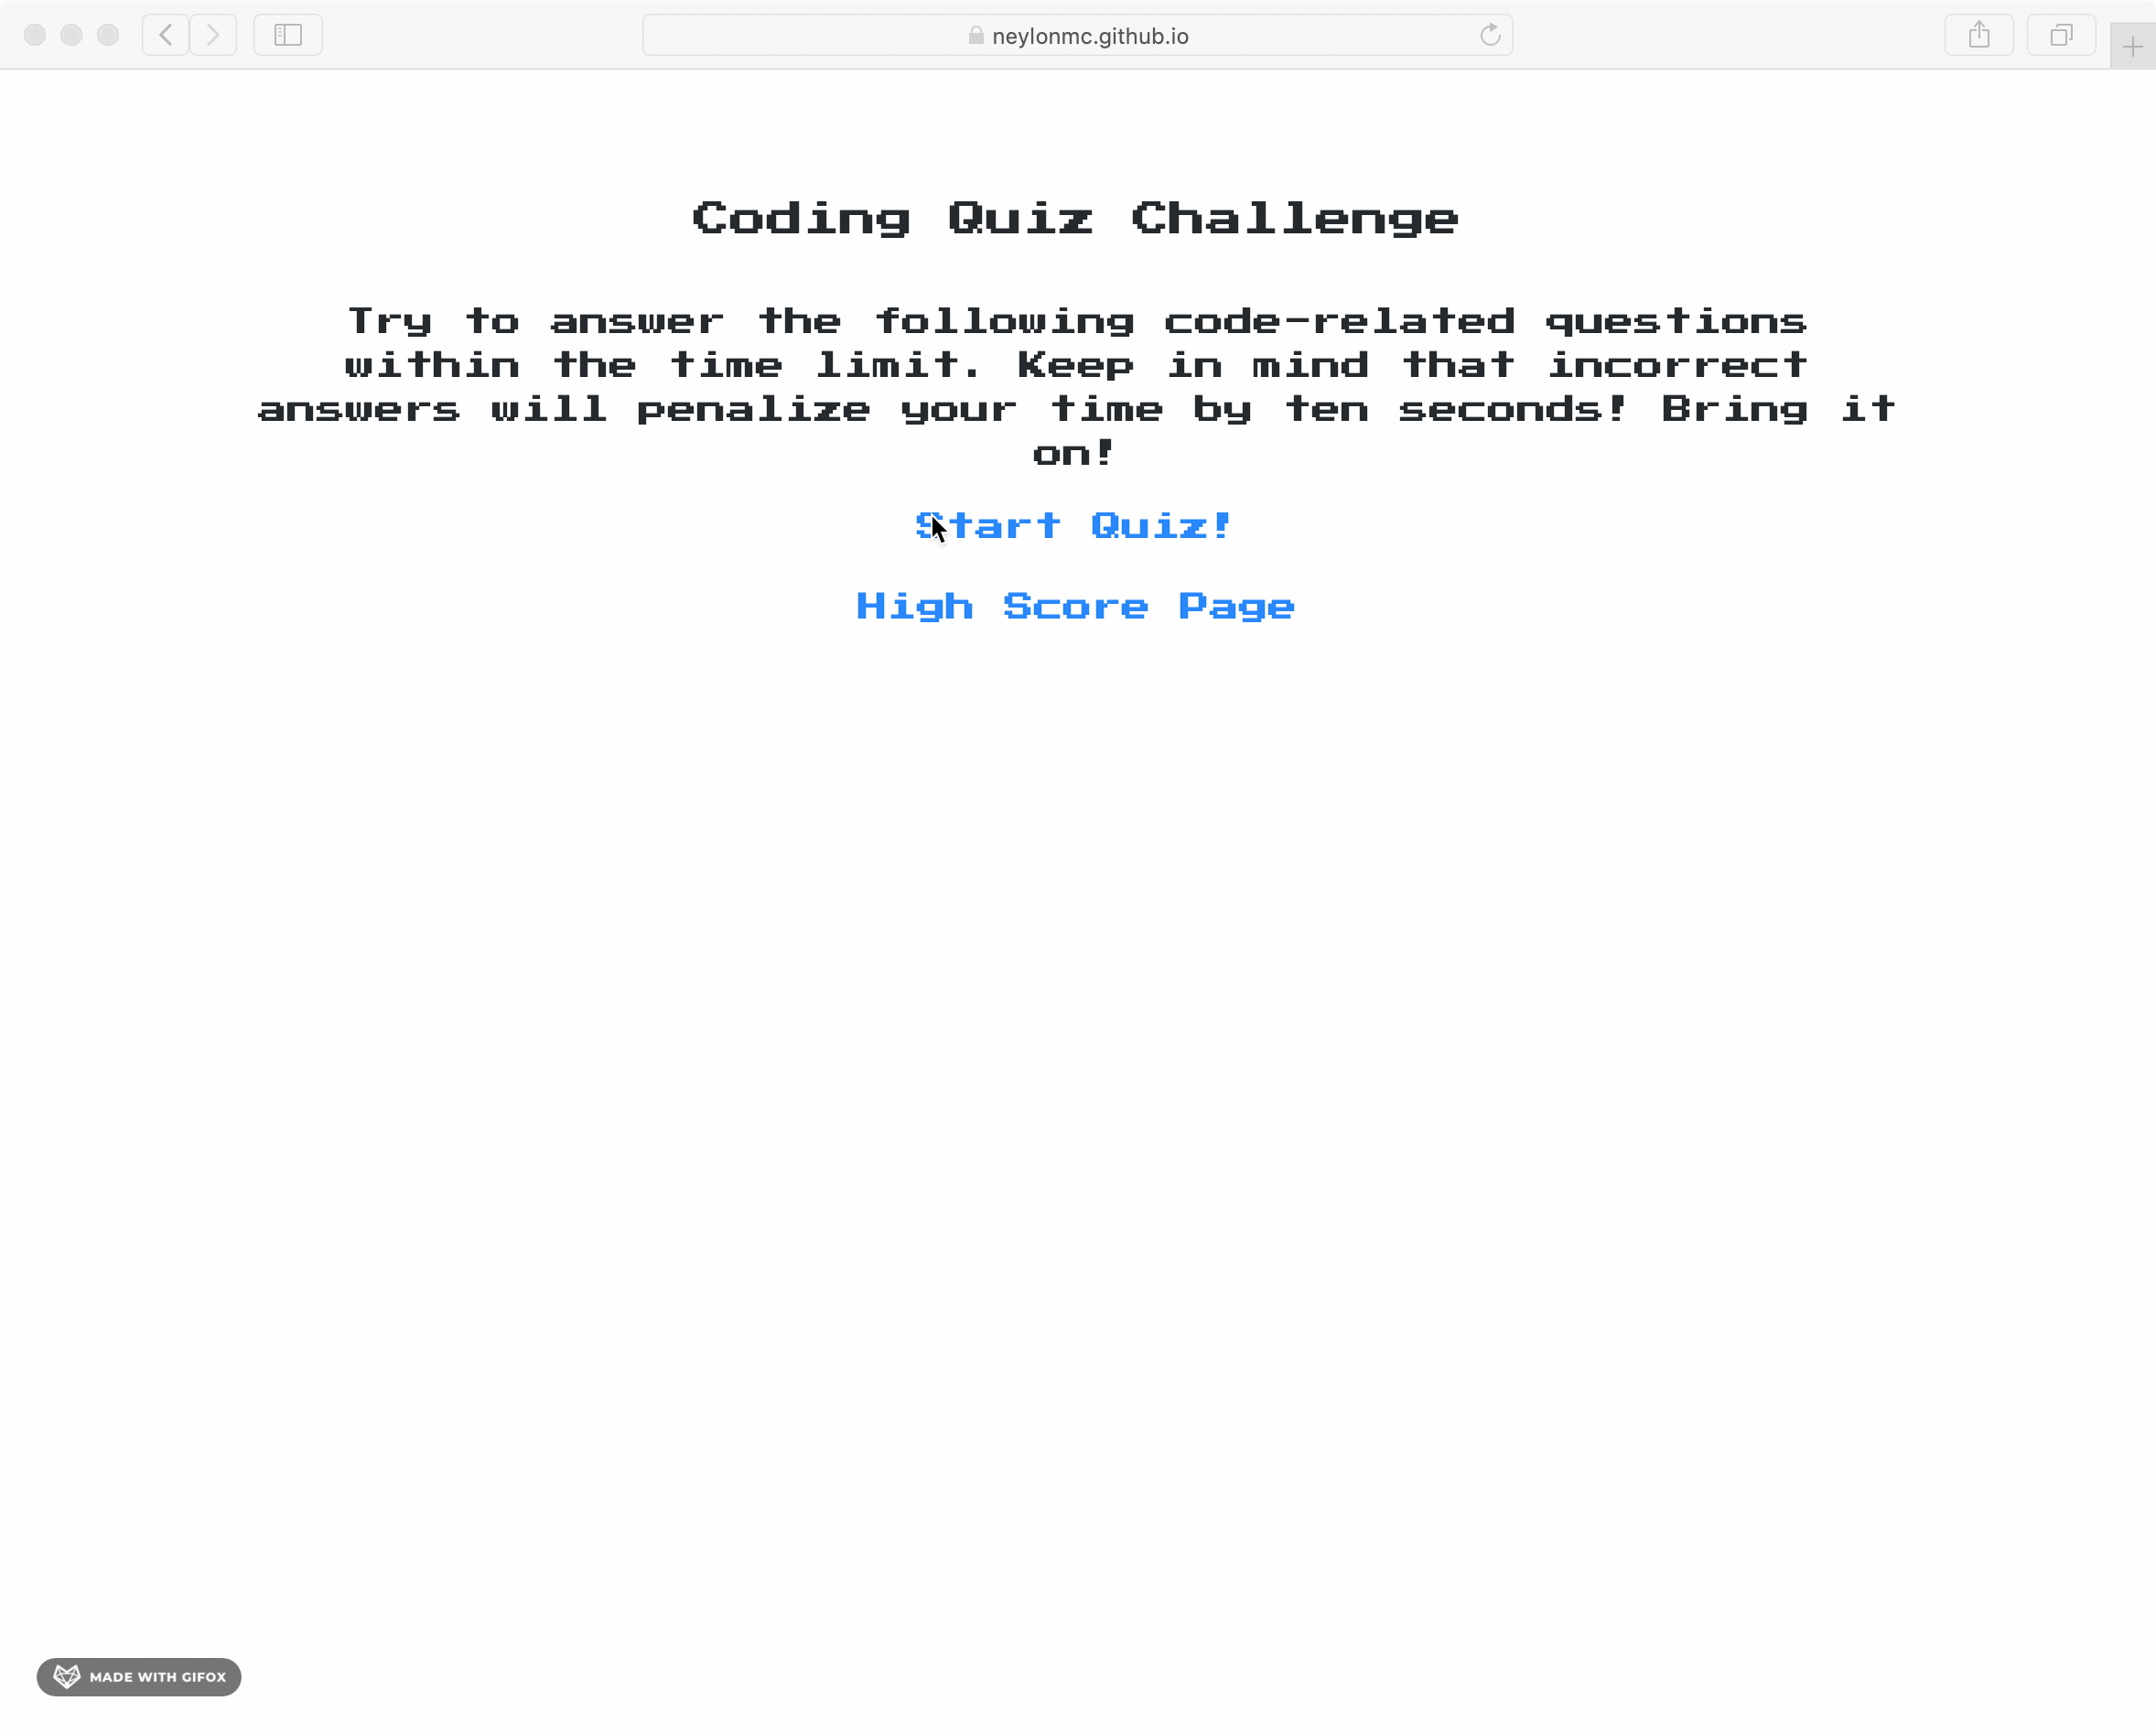 neylonmc.github.io
Coding Quiz Challenge
Try to answer the following code-related questions
within the time limit. Keep in mind that incorrect
answers will penalize your time by ten seconds! Bring it
on!
Start Quiz!
High Score Page
MADE WITH GIFOX